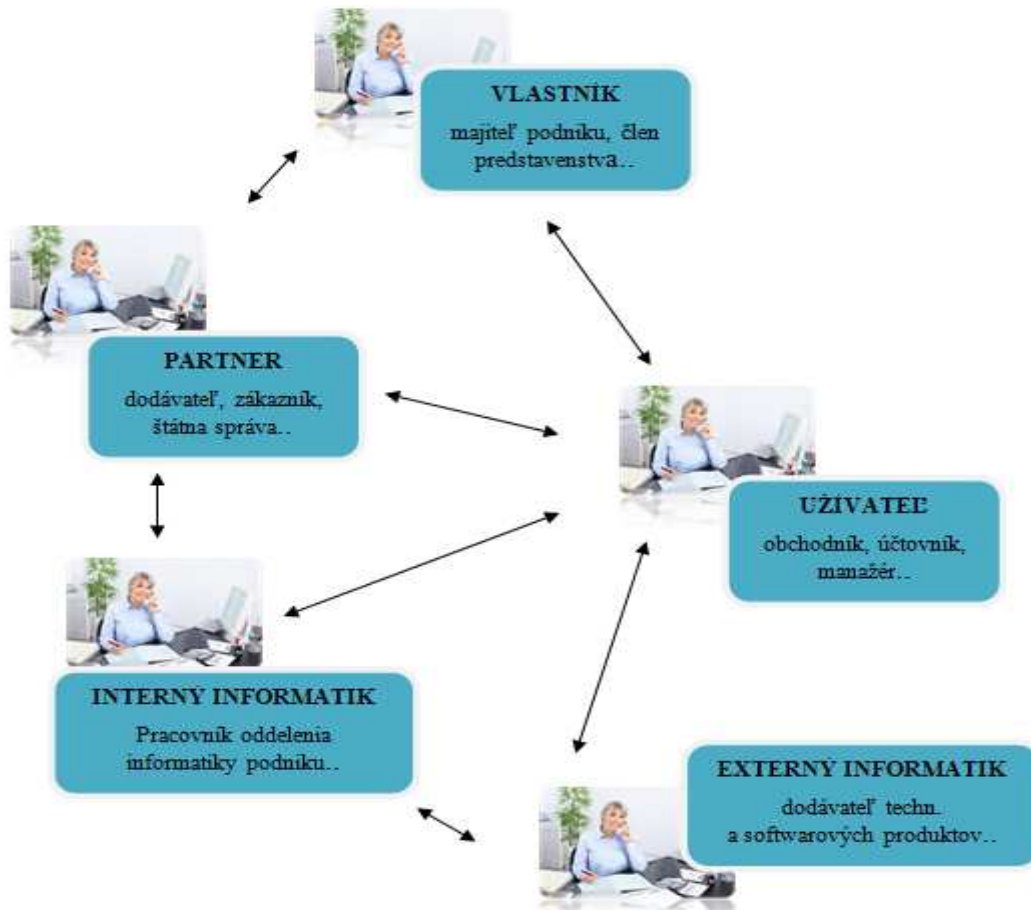 VLASTNÍK
majiteľ podniku, člen
predstavenstva..
PARTNER
dodávateľ, zákazník,
štátna správa..
UŽÍVATEĽ
obchodník, účtovník,
manažér..
INTERNÝ INFORMATIK
Pracovník oddelenia
informatiky podniku..
EXTERNÝ INFORMATIK
dodávateľ techn.
a softwarových produktov..